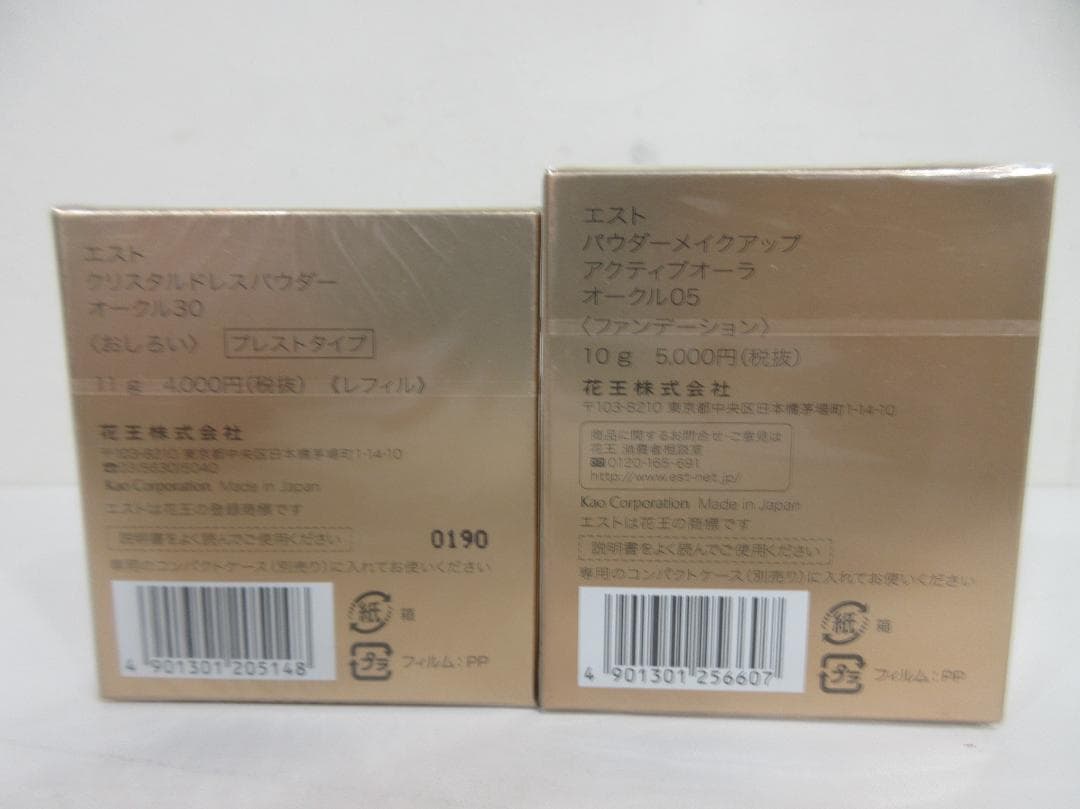 エスト
クリスタルドレスパウダー
オークル30
〈おしろい〉 プレストタイプ
11g 4,000円(税抜) 《レフィル》
花王株式会社
〒103-8210 東京都中央区日本橋茅場町1-14-10
☎03(5630)5040
Kao Corporation Made in Japan
エストは花王の登録商標です
説明書をよく読んでご使用ください
0190
専用のコンパクトケース(別売り)に入れてお使いください
4 901301 205148
紙 箱
プラ フィルム:PP
エスト
パウダーメイクアップ
アクティブオーラ
オークル05
〈ファンデーション〉
10g 5,000円(税抜)
花王株式会社
〒103-8210 東京都中央区日本橋茅場町1-14-10
商品に関するお問合せ・ご意見は
花王 消費者相談室
0120-165-691
http://www.est-net.jp/
Kao Corporation Made in Japan
エストは花王の商標です
説明書をよく読んでご使用ください
専用のコンパクトケース(別売り)に入れてお使いください
4 901301 256607
紙 箱
プラ フィルム:PP